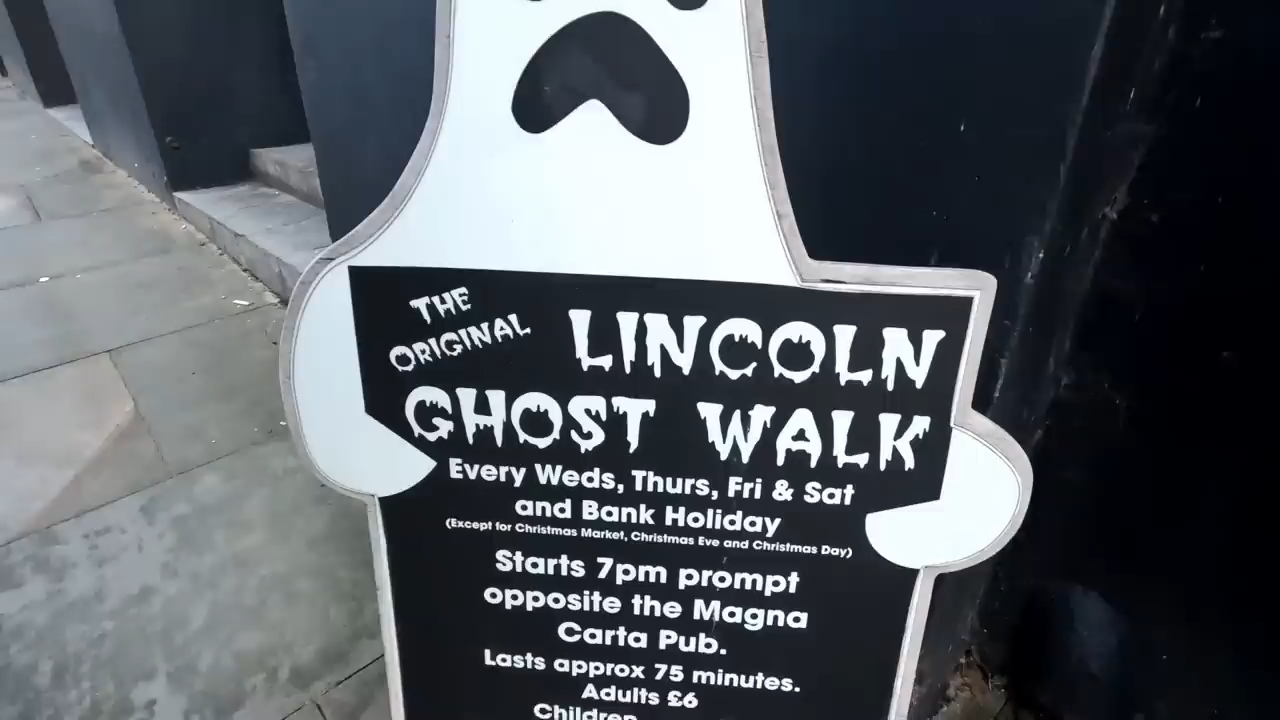 THE
ORIGINAL
LINCOLN
GHOST WALK
Every Weds, Thurs, Fri & Sat
and Bank Holiday
(Except for Christmas Market, Christmas Eve and Christmas Day)
Starts 7pm prompt
opposite the Magna
Carta Pub.
Lasts approx 75 minutes.
Adults £6
Children